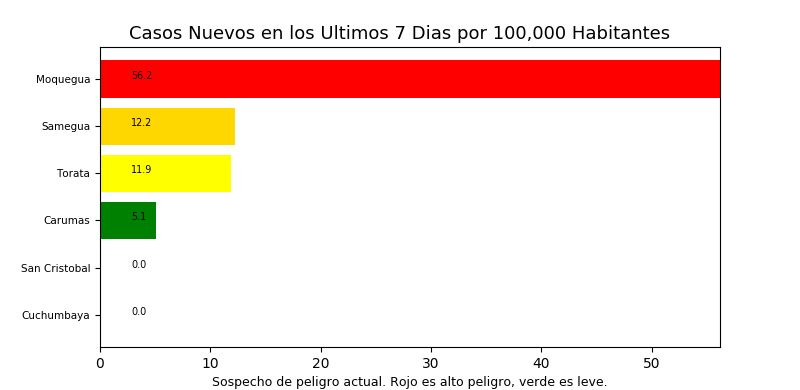 Casos Nuevos en los Ultimos 7 Dias por 100,000 Habitantes
Moquegua 56.2
Samegua 12.2
Torata 11.9
Carumas 5.1
San Cristobal 0.0
Cuchumbaya 0.0
0 10 20 30 40 50
Sospecho de peligro actual. Rojo es alto peligro, verde es leve.